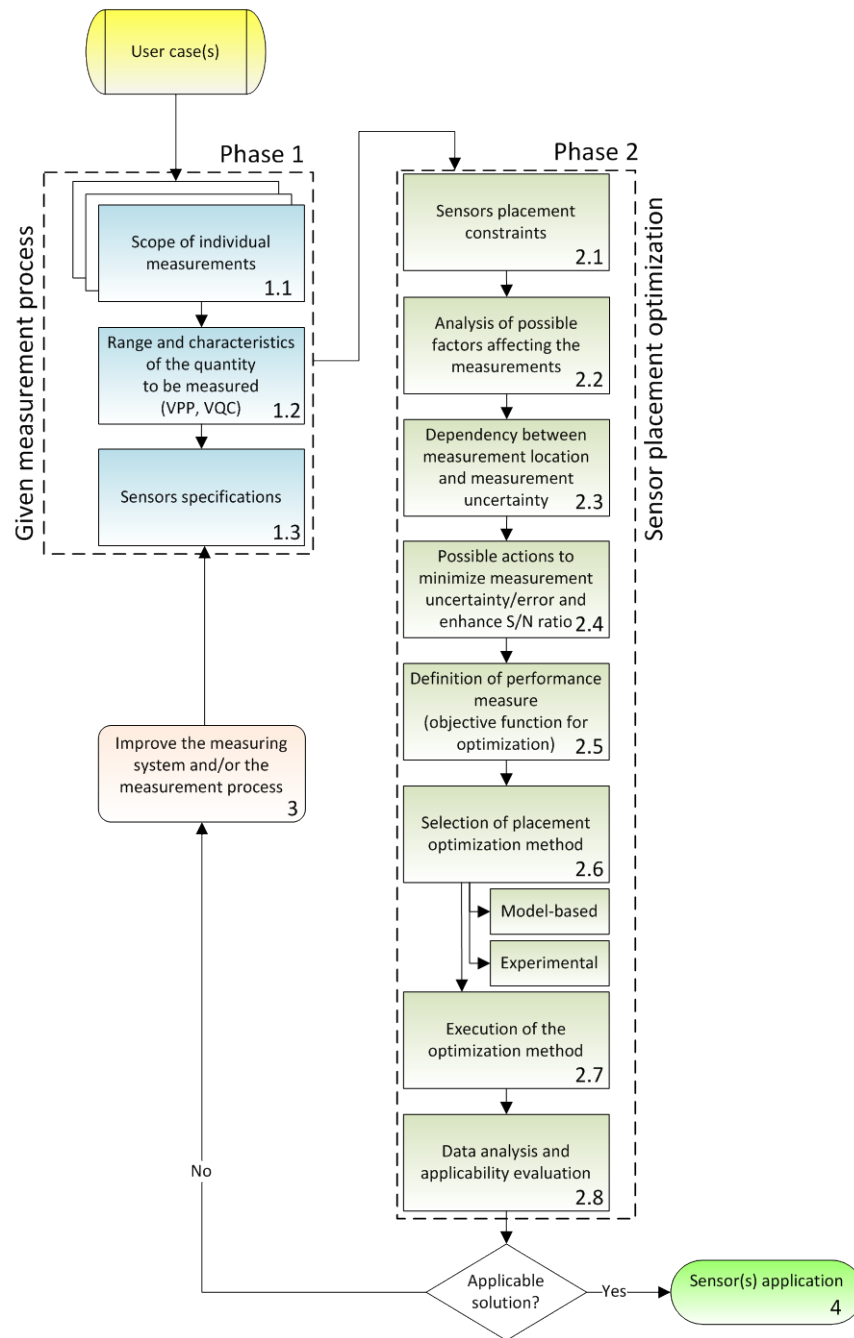 User case(s)
Phase 1
Given measurement process
Scope of individual
measurements
1.1
Range and characteristics
of the quantity
to be measured
(VPP, VQC)
1.2
Sensors specifications
1.3
Improve the measuring
system and/or the
measurement process
3
No
Phase 2
Sensor placement optimization
Sensors placement
constraints
2.1
Analysis of possible
factors affecting the
measurements
2.2
Dependency between
measurement location
and measurement
uncertainty
2.3
Possible actions to
minimize measurement
uncertainty/error and
enhance S/N ratio
2.4
Definition of performance
measure
(objective function for
optimization)
2.5
Selection of placement
optimization method
2.6
Model-based
Experimental
Execution of the
optimization method
2.7
Data analysis and
applicability evaluation
2.8
Applicable
solution?
Yes
Sensor(s) application
4